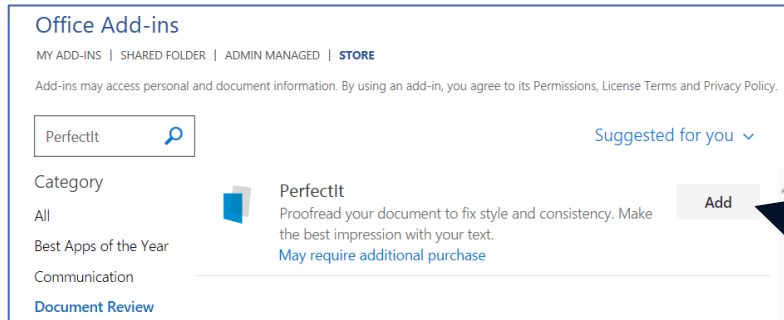 Office Add-ins
MY ADD-INS | SHARED FOLDER | ADMIN MANAGED | STORE
Add-ins may access personal and document information. By using an add-in, you agree to its Permissions, License Terms and Privacy Policy.
PerfectIt
Suggested for you
Category
All
Best Apps of the Year
Communication
Document Review
PerfectIt
Proofread your document to fix style and consistency. Make
the best impression with your text.
May require additional purchase
Add